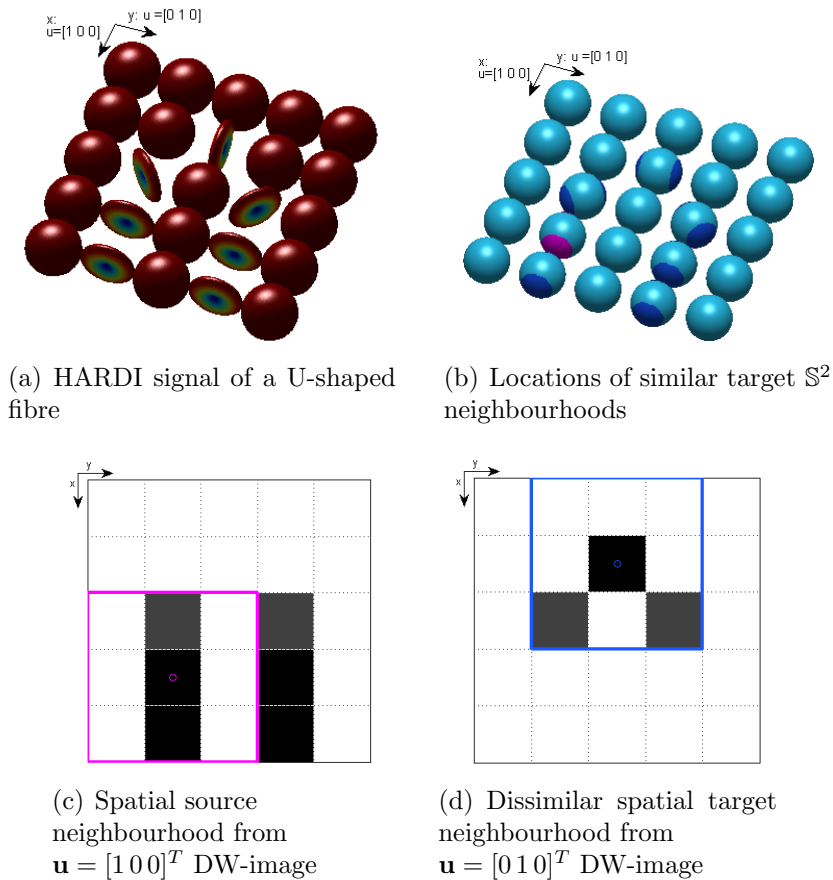 x:
u=[1 0 0]
y: u =[0 1 0]
x:
u=[1 0 0]
y: u =[0 1 0]
(a) HARDI signal of a U-shaped
fibre
(b) Locations of similar target 𝕊²
neighbourhoods
y
x
y
x
(c) Spatial source
neighbourhood from
𝐮 = [1 0 0]ᵀ DW-image
(d) Dissimilar spatial target
neighbourhood from
𝐮 = [0 1 0]ᵀ DW-image